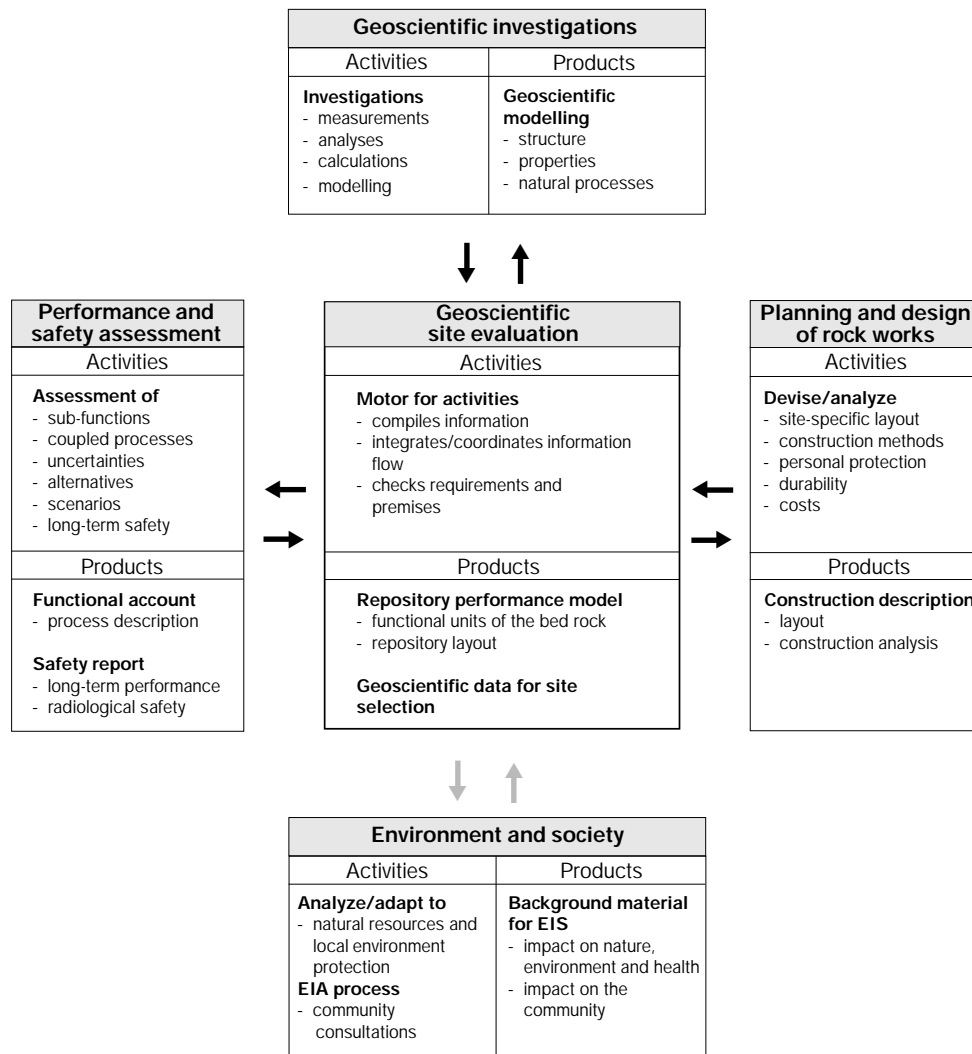 Geoscientific investigations
Activities
Products
Investigations
- measurements
- analyses
- calculations
- modelling
Geoscientific
modelling
- structure
- properties
- natural processes
Performance and
safety assessment
Activities
Assessment of
- sub-functions
- coupled processes
- uncertainties
- alternatives
- scenarios
- long-term safety
Products
Functional account
- process description
Safety report
- long-term performance
- radiological safety
Geoscientific
site evaluation
Activities
Motor for activities
- compiles information
- integrates/coordinates information
flow
- checks requirements and
premises
Products
Repository performance model
- functional units of the bed rock
- repository layout
Geoscientific data for site
selection
Planning and design
of rock works
Activities
Devise/analyze
- site-specific layout
- construction methods
- personal protection
- durability
- costs
Products
Construction description
- layout
- construction analysis
Environment and society
Activities
Products
Analyze/adapt to
- natural resources and
local environment
protection
EIA process
- community
consultations
Background material
for EIS
- impact on nature,
environment and health
- impact on the
community